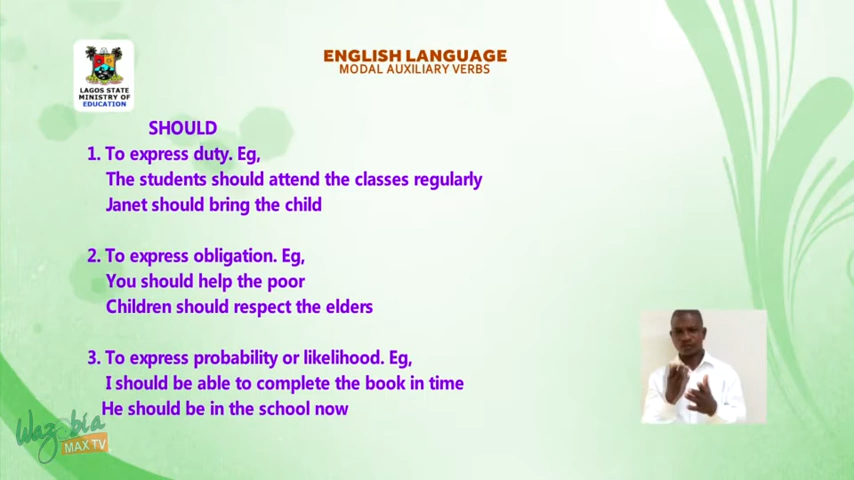 ENGLISH LANGUAGE
MODAL AUXILIARY VERBS
LAGOS STATE
MINISTRY OF
EDUCATION
SHOULD
1. To express duty. Eg,
The students should attend the classes regularly
Janet should bring the child
2. To express obligation. Eg,
You should help the poor
Children should respect the elders
3. To express probability or likelihood. Eg,
I should be able to complete the book in time
He should be in the school now
Wazobia
MAX TV